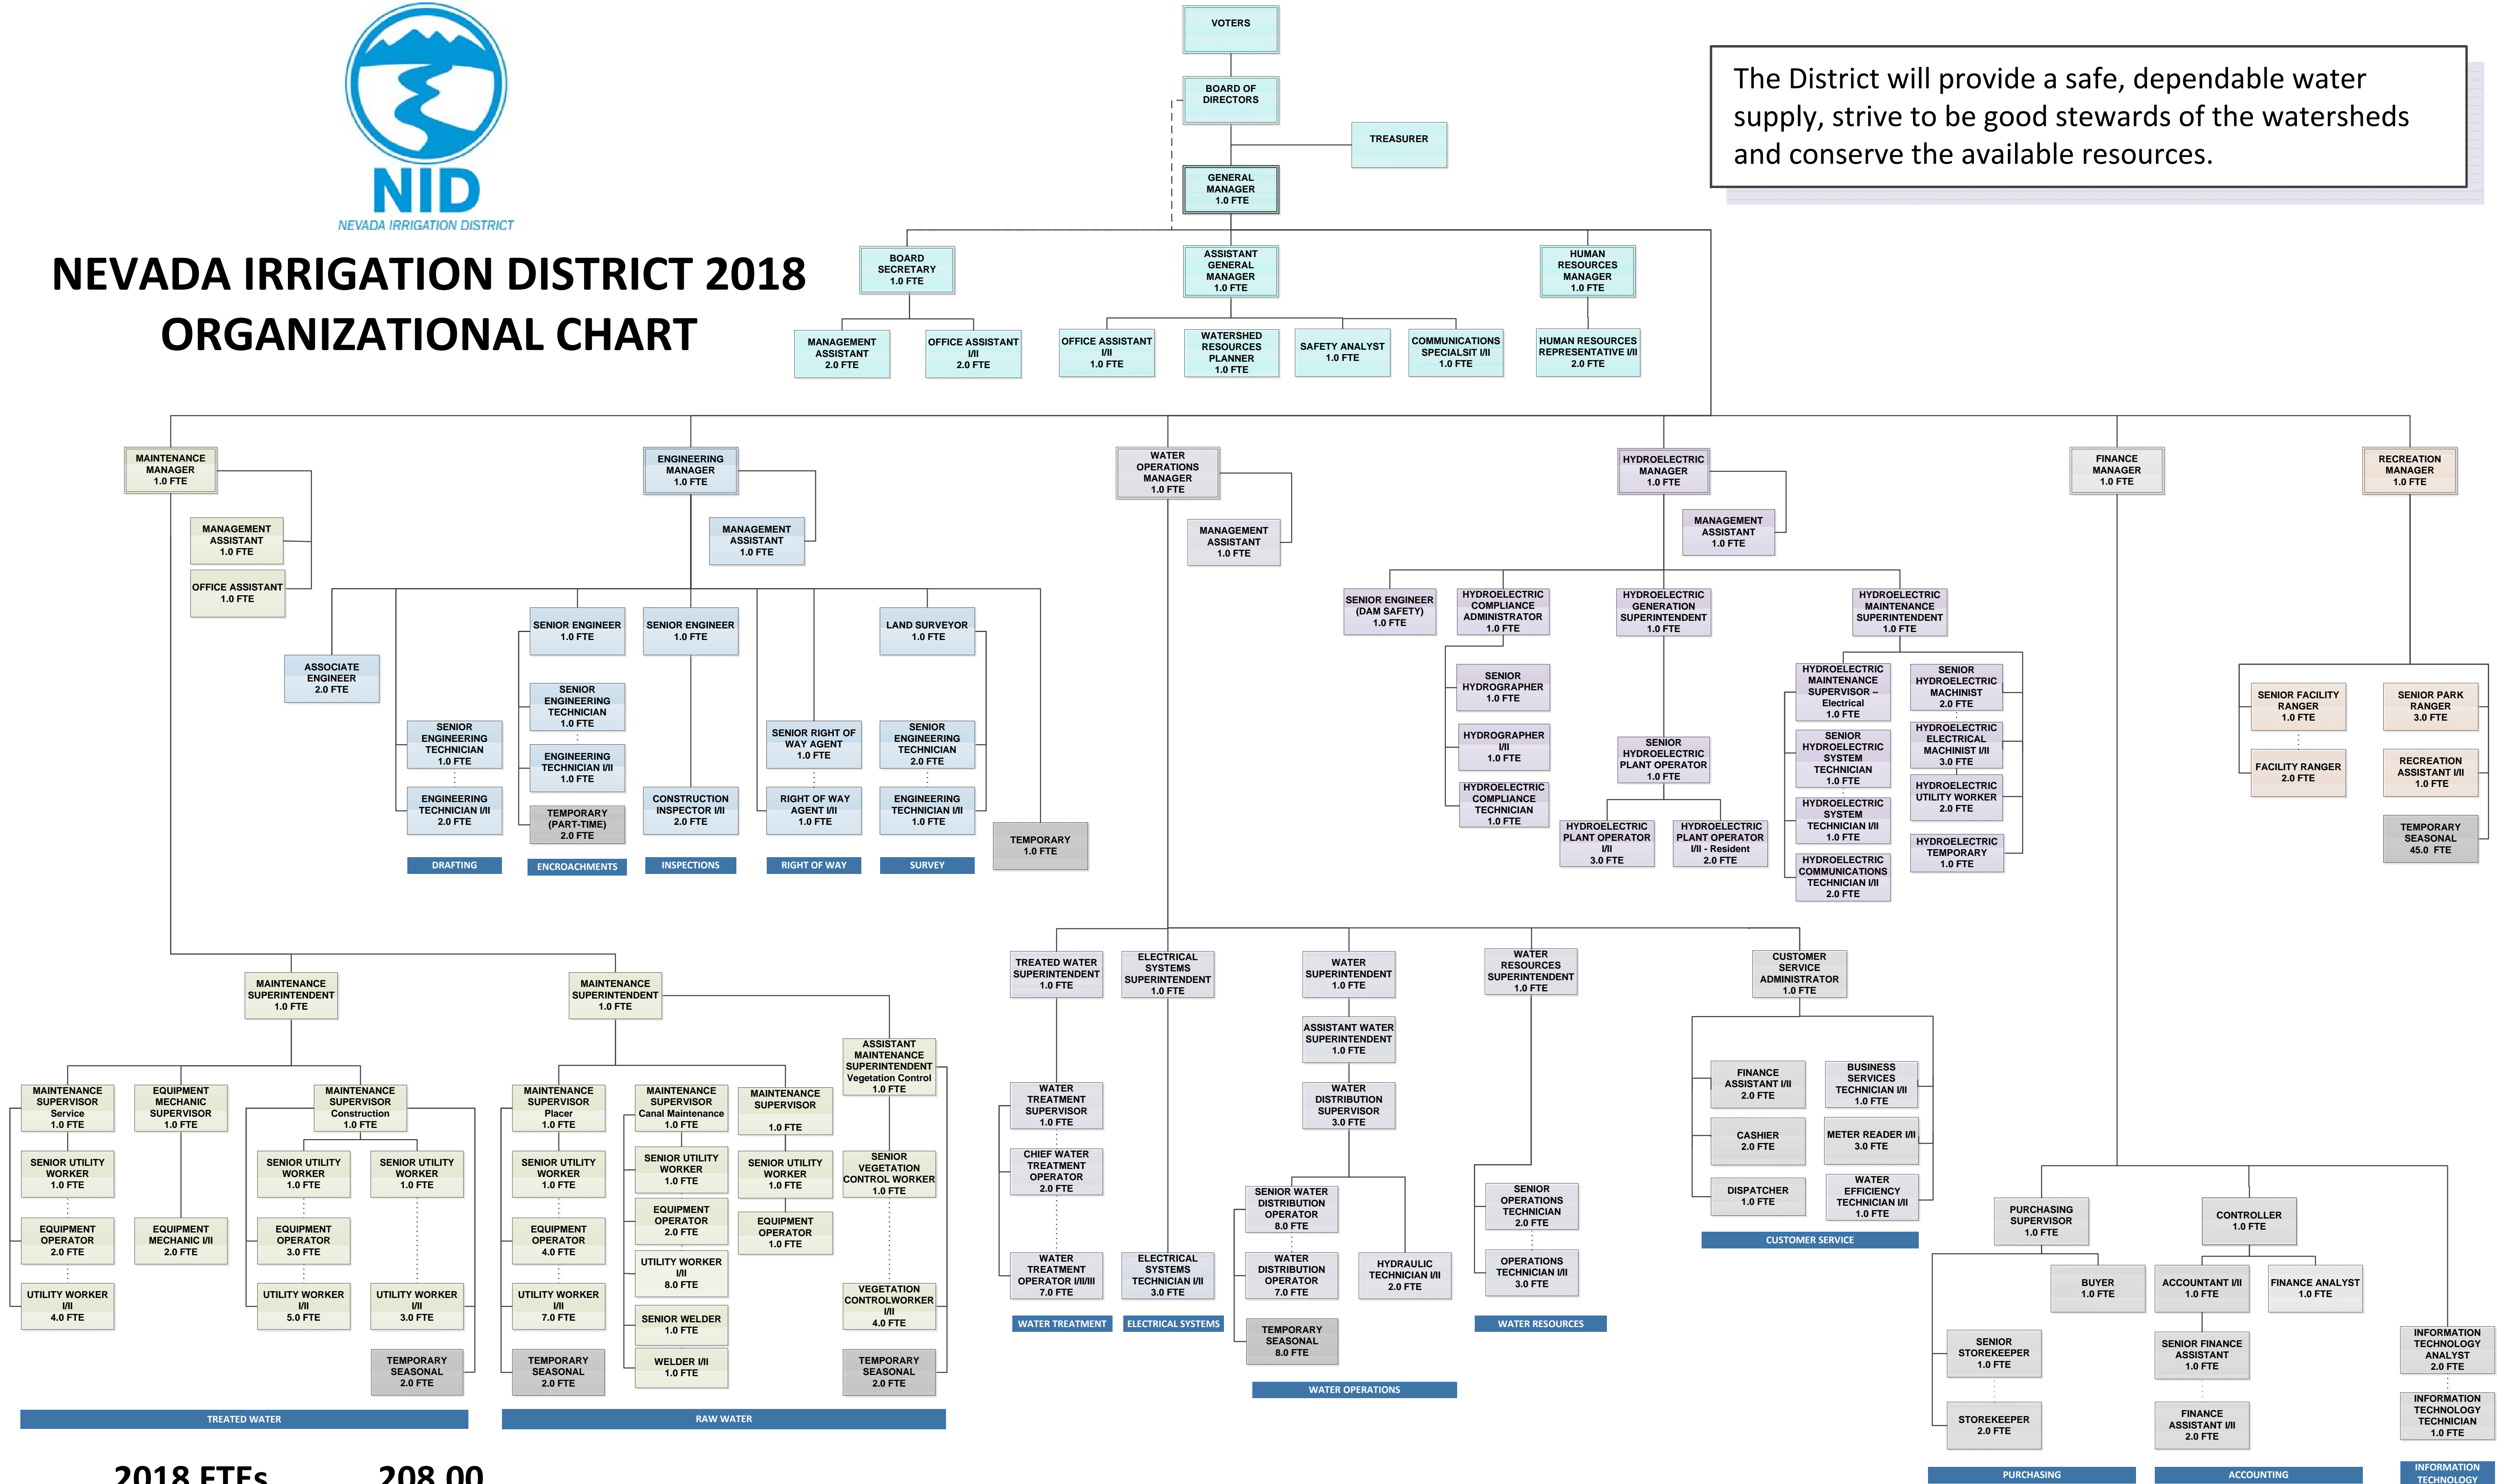 VOTERS
BOARD OF
DIRECTORS
TREASURER
GENERAL
MANAGER
1.0 FTE
The District will provide a safe, dependable water
supply, strive to be good stewards of the watersheds
and conserve the available resources.
NID
NEVADA IRRIGATION DISTRICT
NEVADA IRRIGATION DISTRICT 2018
ORGANIZATIONAL CHART
BOARD
SECRETARY
1.0 FTE
ASSISTANT
GENERAL
MANAGER
1.0 FTE
HUMAN
RESOURCES
MANAGER
1.0 FTE
MANAGEMENT
ASSISTANT
2.0 FTE
OFFICE ASSISTANT
I/II
2.0 FTE
OFFICE ASSISTANT
I/II
1.0 FTE
WATERSHED
RESOURCES
PLANNER
1.0 FTE
SAFETY ANALYST
1.0 FTE
COMMUNICATIONS
SPECIALSIT I/II
1.0 FTE
HUMAN RESOURCES
REPRESENTATIVE I/II
2.0 FTE
MAINTENANCE
MANAGER
1.0 FTE
MANAGEMENT
ASSISTANT
1.0 FTE
OFFICE ASSISTANT
1.0 FTE
ENGINEERING
MANAGER
1.0 FTE
MANAGEMENT
ASSISTANT
1.0 FTE
WATER
OPERATIONS
MANAGER
1.0 FTE
MANAGEMENT
ASSISTANT
1.0 FTE
HYDROELECTRIC
MANAGER
1.0 FTE
MANAGEMENT
ASSISTANT
1.0 FTE
FINANCE
MANAGER
1.0 FTE
RECREATION
MANAGER
1.0 FTE
ASSOCIATE
ENGINEER
2.0 FTE
SENIOR
ENGINEERING
TECHNICIAN
1.0 FTE
ENGINEERING
TECHNICIAN I/II
2.0 FTE
DRAFTING
SENIOR ENGINEER
1.0 FTE
SENIOR
ENGINEERING
TECHNICIAN
1.0 FTE
ENGINEERING
TECHNICIAN I/II
1.0 FTE
TEMPORARY
(PART-TIME)
2.0 FTE
ENCROACHMENTS
SENIOR ENGINEER
1.0 FTE
CONSTRUCTION
INSPECTOR I/II
2.0 FTE
INSPECTIONS
SENIOR RIGHT OF
WAY AGENT
1.0 FTE
RIGHT OF WAY
AGENT I/II
1.0 FTE
RIGHT OF WAY
LAND SURVEYOR
1.0 FTE
SENIOR
ENGINEERING
TECHNICIAN
2.0 FTE
ENGINEERING
TECHNICIAN I/II
1.0 FTE
SURVEY
TEMPORARY
1.0 FTE
SENIOR ENGINEER
(DAM SAFETY)
1.0 FTE
HYDROELECTRIC
COMPLIANCE
ADMINISTRATOR
1.0 FTE
SENIOR
HYDROGRAPHER
1.0 FTE
HYDROGRAPHER
I/II
1.0 FTE
HYDROELECTRIC
COMPLIANCE
TECHNICIAN
1.0 FTE
HYDROELECTRIC
GENERATION
SUPERINTENDENT
1.0 FTE
SENIOR
HYDROELECTRIC
PLANT OPERATOR
1.0 FTE
HYDROELECTRIC
PLANT OPERATOR
I/II
3.0 FTE
HYDROELECTRIC
PLANT OPERATOR
I/II - Resident
2.0 FTE
HYDROELECTRIC
MAINTENANCE
SUPERINTENDENT
1.0 FTE
HYDROELECTRIC
MAINTENANCE
SUPERVISOR –
Electrical
1.0 FTE
SENIOR
HYDROELECTRIC
SYSTEM
TECHNICIAN
1.0 FTE
HYDROELECTRIC
SYSTEM
TECHNICIAN I/II
1.0 FTE
HYDROELECTRIC
COMMUNICATIONS
TECHNICIAN I/II
2.0 FTE
SENIOR
HYDROELECTRIC
MACHINIST
2.0 FTE
HYDROELECTRIC
ELECTRICAL
MACHINIST I/II
3.0 FTE
HYDROELECTRIC
UTILITY WORKER
2.0 FTE
HYDROELECTRIC
TEMPORARY
1.0 FTE
SENIOR FACILITY
RANGER
1.0 FTE
FACILITY RANGER
2.0 FTE
SENIOR PARK
RANGER
3.0 FTE
RECREATION
ASSISTANT I/II
1.0 FTE
TEMPORARY
SEASONAL
45.0 FTE
MAINTENANCE
SUPERINTENDENT
1.0 FTE
MAINTENANCE
SUPERVISOR
Service
1.0 FTE
SENIOR UTILITY
WORKER
1.0 FTE
EQUIPMENT
OPERATOR
2.0 FTE
UTILITY WORKER
I/II
4.0 FTE
EQUIPMENT
MECHANIC
SUPERVISOR
1.0 FTE
EQUIPMENT
MECHANIC I/II
2.0 FTE
MAINTENANCE
SUPERVISOR
Construction
1.0 FTE
SENIOR UTILITY
WORKER
1.0 FTE
EQUIPMENT
OPERATOR
3.0 FTE
UTILITY WORKER
I/II
5.0 FTE
SENIOR UTILITY
WORKER
1.0 FTE
UTILITY WORKER
I/II
3.0 FTE
TEMPORARY
SEASONAL
2.0 FTE
TREATED WATER
MAINTENANCE
SUPERINTENDENT
1.0 FTE
MAINTENANCE
SUPERVISOR
Placer
1.0 FTE
SENIOR UTILITY
WORKER
1.0 FTE
EQUIPMENT
OPERATOR
4.0 FTE
UTILITY WORKER
I/II
7.0 FTE
TEMPORARY
SEASONAL
2.0 FTE
MAINTENANCE
SUPERVISOR
Canal Maintenance
1.0 FTE
SENIOR UTILITY
WORKER
1.0 FTE
EQUIPMENT
OPERATOR
2.0 FTE
UTILITY WORKER
I/II
8.0 FTE
SENIOR WELDER
1.0 FTE
WELDER I/II
1.0 FTE
MAINTENANCE
SUPERVISOR
1.0 FTE
SENIOR UTILITY
WORKER
1.0 FTE
EQUIPMENT
OPERATOR
1.0 FTE
ASSISTANT
MAINTENANCE
SUPERINTENDENT
Vegetation Control
1.0 FTE
SENIOR
VEGETATION
CONTROL WORKER
1.0 FTE
VEGETATION
CONTROLWORKER
I/II
4.0 FTE
TEMPORARY
SEASONAL
2.0 FTE
RAW WATER
TREATED WATER
SUPERINTENDENT
1.0 FTE
WATER
TREATMENT
SUPERVISOR
1.0 FTE
CHIEF WATER
TREATMENT
OPERATOR
2.0 FTE
WATER
TREATMENT
OPERATOR I/II/III
7.0 FTE
WATER TREATMENT
ELECTRICAL
SYSTEMS
SUPERINTENDENT
1.0 FTE
ELECTRICAL
SYSTEMS
TECHNICIAN I/II
3.0 FTE
ELECTRICAL SYSTEMS
WATER
SUPERINTENDENT
1.0 FTE
ASSISTANT WATER
SUPERINTENDENT
1.0 FTE
WATER
DISTRIBUTION
SUPERVISOR
3.0 FTE
SENIOR WATER
DISTRIBUTION
OPERATOR
8.0 FTE
WATER
DISTRIBUTION
OPERATOR
7.0 FTE
TEMPORARY
SEASONAL
8.0 FTE
HYDRAULIC
TECHNICIAN I/II
2.0 FTE
WATER OPERATIONS
WATER
RESOURCES
SUPERINTENDENT
1.0 FTE
SENIOR
OPERATIONS
TECHNICIAN
2.0 FTE
OPERATIONS
TECHNICIAN I/II
3.0 FTE
WATER RESOURCES
CUSTOMER
SERVICE
ADMINISTRATOR
1.0 FTE
FINANCE
ASSISTANT I/II
2.0 FTE
CASHIER
2.0 FTE
DISPATCHER
1.0 FTE
BUSINESS
SERVICES
TECHNICIAN I/II
1.0 FTE
METER READER I/II
3.0 FTE
WATER
EFFICIENCY
TECHNICIAN I/II
1.0 FTE
CUSTOMER SERVICE
PURCHASING
SUPERVISOR
1.0 FTE
BUYER
1.0 FTE
SENIOR
STOREKEEPER
1.0 FTE
STOREKEEPER
2.0 FTE
PURCHASING
CONTROLLER
1.0 FTE
ACCOUNTANT I/II
1.0 FTE
FINANCE ANALYST
1.0 FTE
SENIOR FINANCE
ASSISTANT
1.0 FTE
FINANCE
ASSISTANT I/II
2.0 FTE
ACCOUNTING
INFORMATION
TECHNOLOGY
ANALYST
2.0 FTE
INFORMATION
TECHNOLOGY
TECHNICIAN
1.0 FTE
INFORMATION
TECHNOLOGY
2018 FTEs 208.00